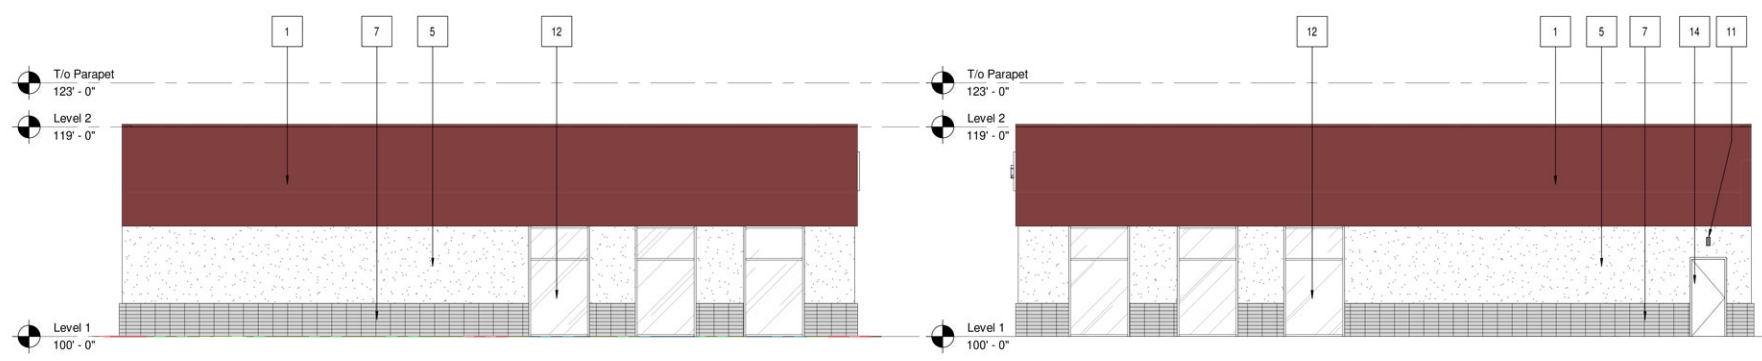 1 7 5 12
T/o Parapet
123' - 0"
Level 2
119' - 0"
Level 1
100' - 0"
12 1 5 7 14 11
T/o Parapet
123' - 0"
Level 2
119' - 0"
Level 1
100' - 0"